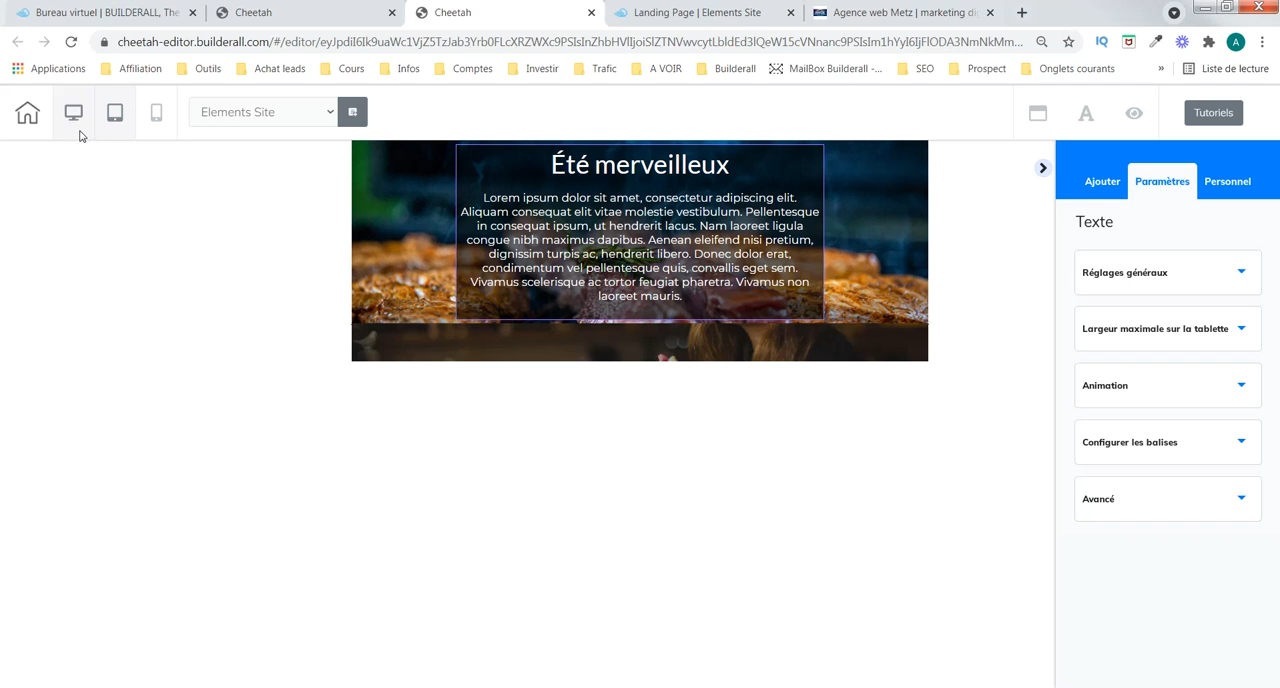 Bureau virtuel | BUILDERALL, The
Cheetah
Cheetah
Landing Page | Elements Site
Agence web Metz | marketing di
cheetah-editor.builderall.com/#/editor/
Applications
Affiliation
Outils
Achat leads
Cours
Infos
Comptes
Investir
Trafic
A VOIR
Builderall
MailBox Builderall -...
SEO
Prospect
Onglets courants
»
Liste de lecture
Elements Site
Tutoriels
Ajouter
Paramètres
Personnel
Texte
Réglages généraux
Largeur maximale sur la tablette
Animation
Configurer les balises
Avancé
Été merveilleux
Lorem ipsum dolor sit amet, consectetur adipiscing elit.
Aliquam consequat elit vitae molestie vestibulum. Pellentesque
in consequat ipsum, ut hendrerit lacus. Nam laoreet ligula
congue nibh maximus dapibus. Aenean eleifend nisi pretium,
dignissim turpis ac, hendrerit libero. Donec dolor erat,
condimentum vel pellentesque quis, convallis eget sem.
Vivamus scelerisque ac tortor feugiat pharetra. Vivamus non
laoreet mauris.